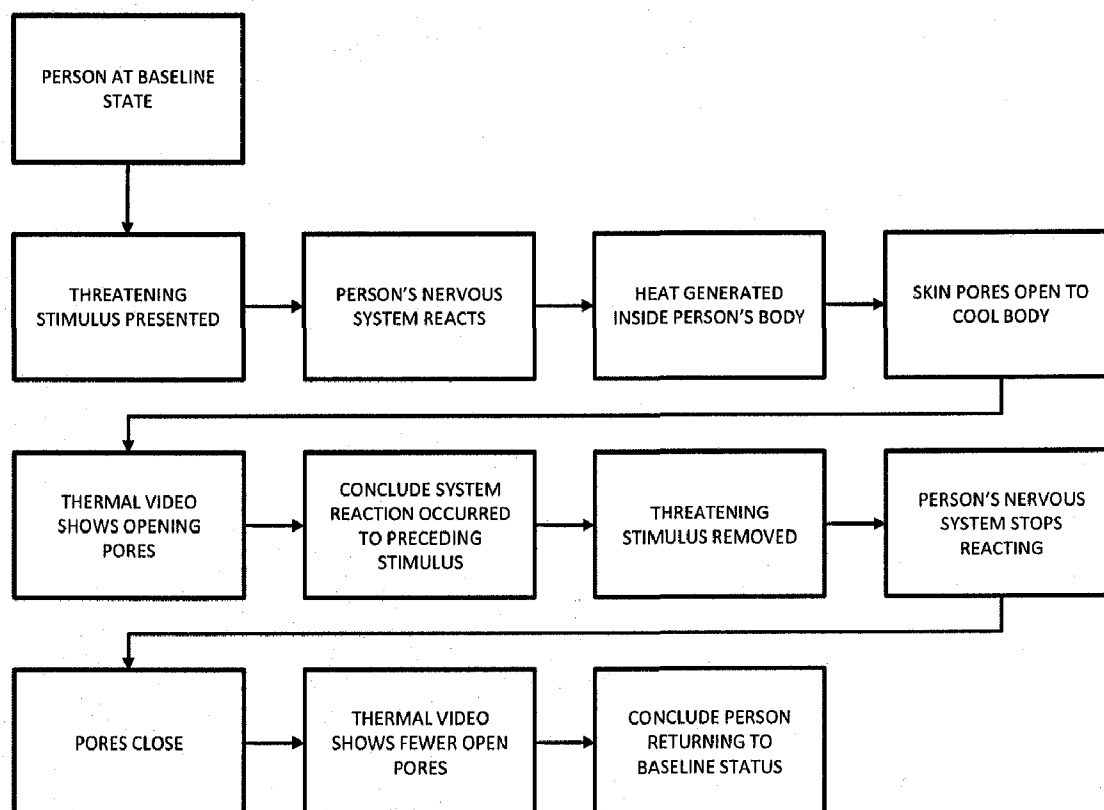 PERSON AT BASELINE
STATE
THREATENING
STIMULUS PRESENTED
PERSON'S NERVOUS
SYSTEM REACTS
HEAT GENERATED
INSIDE PERSON'S BODY
SKIN PORES OPEN TO
COOL BODY
THERMAL VIDEO
SHOWS OPENING
PORES
CONCLUDE SYSTEM
REACTION OCCURRED
TO PRECEDING
STIMULUS
THREATENING
STIMULUS REMOVED
PERSON'S NERVOUS
SYSTEM STOPS
REACTING
PORES CLOSE
THERMAL VIDEO
SHOWS FEWER OPEN
PORES
CONCLUDE PERSON
RETURNING TO
BASELINE STATUS